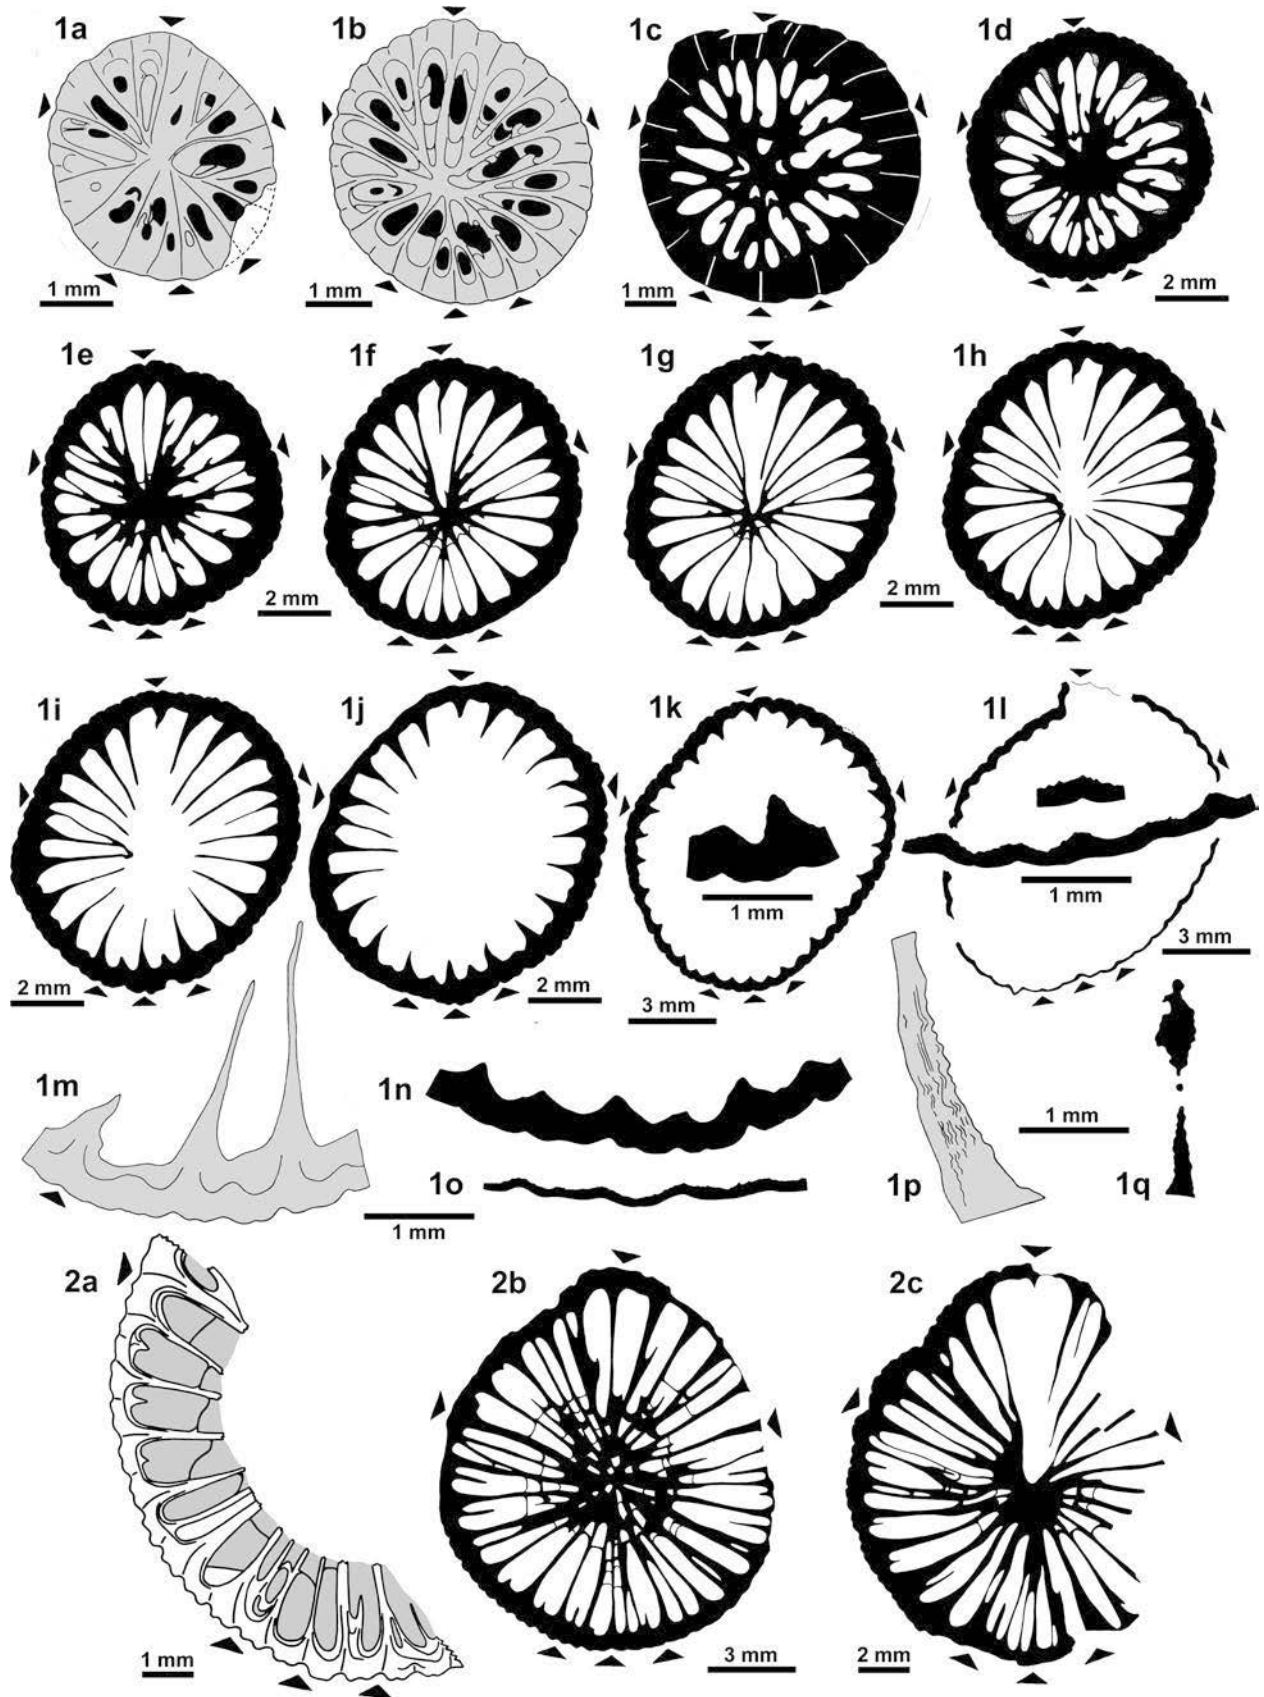 1a 1b 1c 1d
1 mm 1 mm 1 mm 2 mm
1e 1f 1g 1h
2 mm 2 mm
1i 1j 1k 1l
1 mm 1 mm
2 mm 2 mm 3 mm 3 mm
1m 1n 1o 1p 1q
1 mm 1 mm
2a 2b 2c
1 mm 3 mm 2 mm